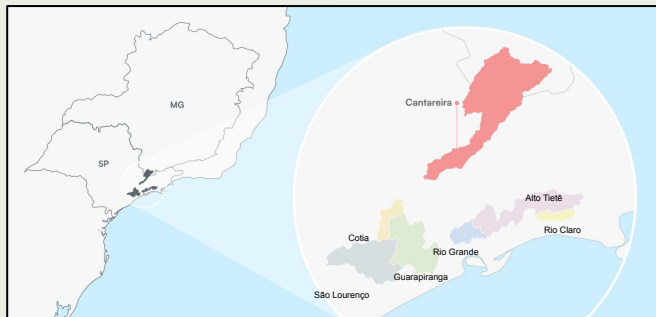 MG
SP
Cantareira
Alto Tietê
Rio Claro
Cotia
Rio Grande
Guarapiranga
São Lourenço